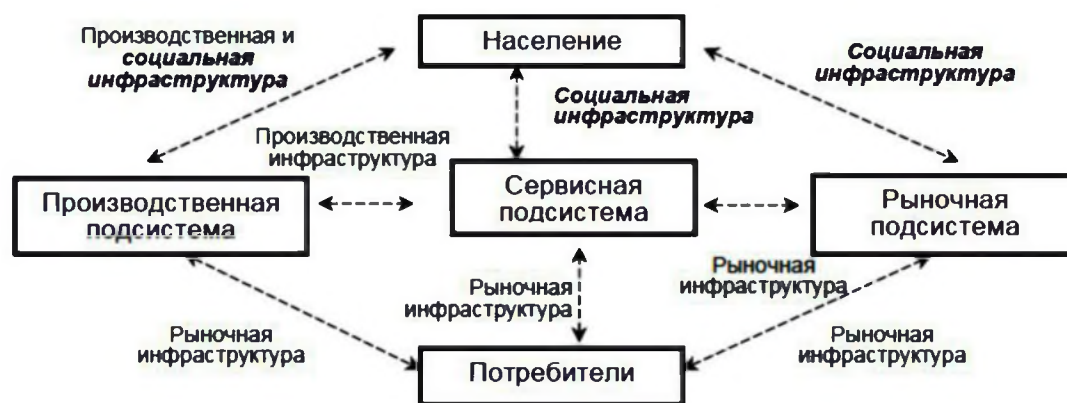 Производственная и
социальная
инфраструктура
Население
Социальная
инфраструктура
Социальная
инфраструктура
Производственная
инфраструктура
Производственная
подсистема
Сервисная
подсистема
Рыночная
подсистема
Рыночная
инфраструктура
Рыночная
инфраструктура
Рыночная
инфраструктура
Рыночная
инфраструктура
Потребители